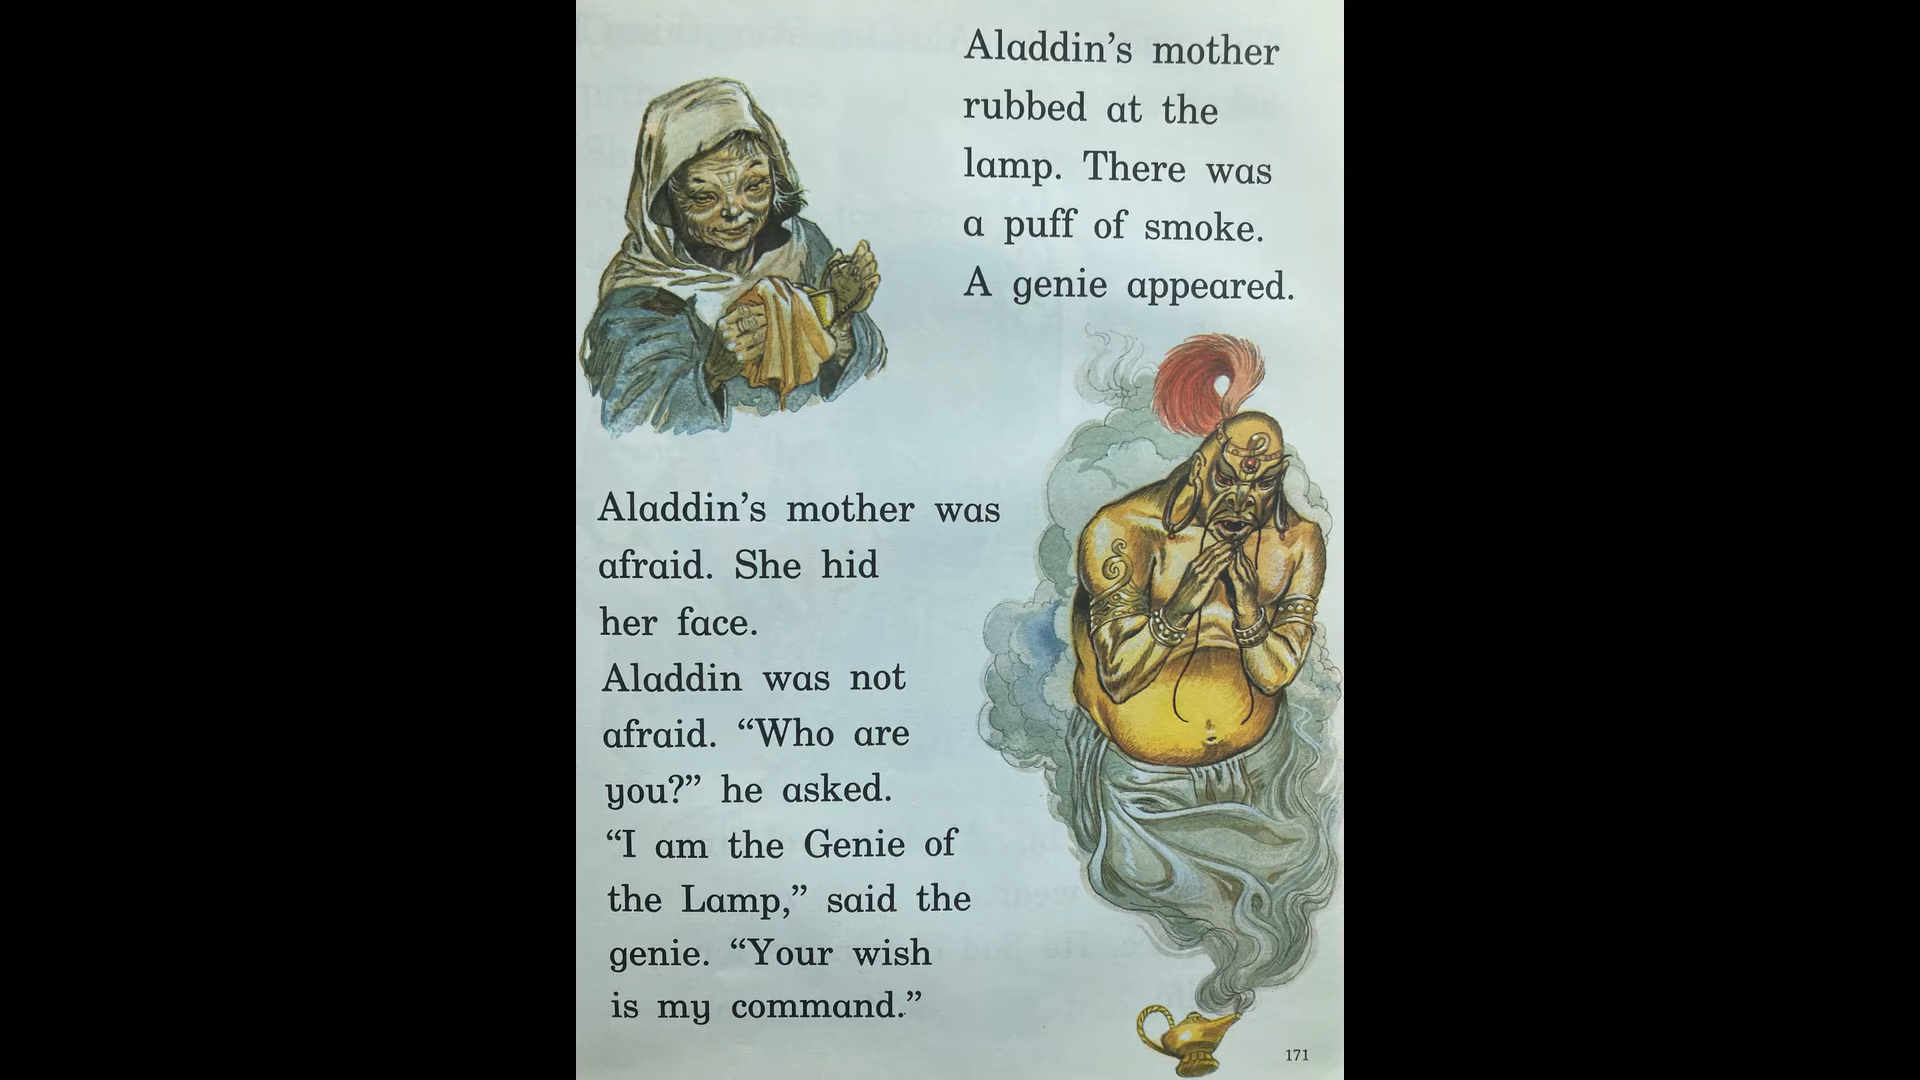 Aladdin’s mother
rubbed at the
lamp. There was
a puff of smoke.
A genie appeared.
Aladdin’s mother was
afraid. She hid
her face.
Aladdin was not
afraid. “Who are
you?” he asked.
“I am the Genie of
the Lamp,” said the
genie. “Your wish
is my command.”
171